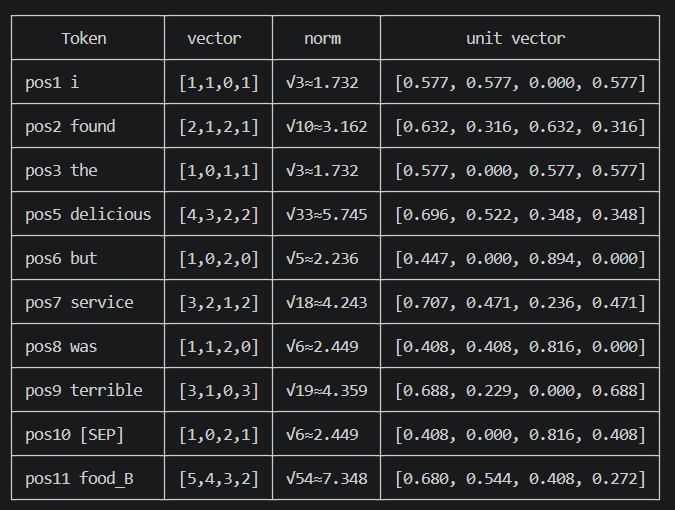 Token vector norm unit vector
pos1 i [1,1,0,1] √3≈1.732 [0.577, 0.577, 0.000, 0.577]
pos2 found [2,1,2,1] √10≈3.162 [0.632, 0.316, 0.632, 0.316]
pos3 the [1,0,1,1] √3≈1.732 [0.577, 0.000, 0.577, 0.577]
pos5 delicious [4,3,2,2] √33≈5.745 [0.696, 0.522, 0.348, 0.348]
pos6 but [1,0,2,0] √5≈2.236 [0.447, 0.000, 0.894, 0.000]
pos7 service [3,2,1,2] √18≈4.243 [0.707, 0.471, 0.236, 0.471]
pos8 was [1,1,2,0] √6≈2.449 [0.408, 0.408, 0.816, 0.000]
pos9 terrible [3,1,0,3] √19≈4.359 [0.688, 0.229, 0.000, 0.688]
pos10 [SEP] [1,0,2,1] √6≈2.449 [0.408, 0.000, 0.816, 0.408]
pos11 food_B [5,4,3,2] √54≈7.348 [0.680, 0.544, 0.408, 0.272]